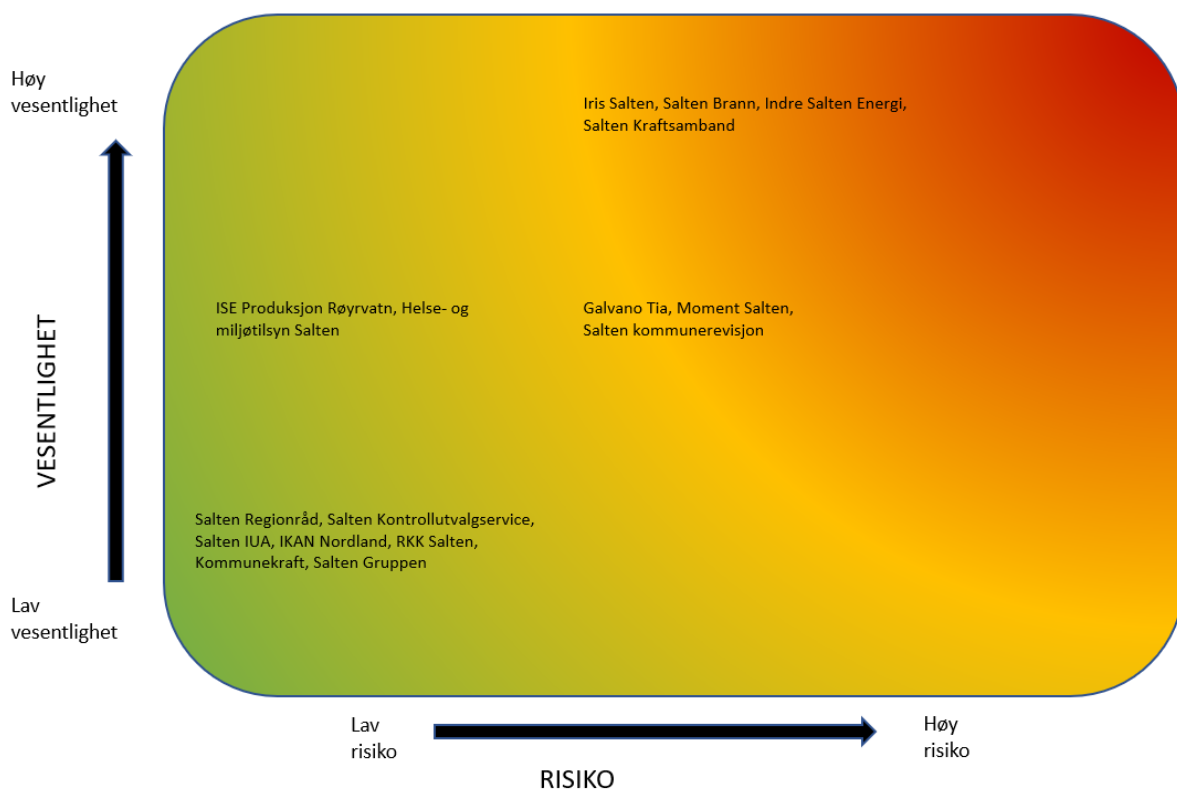 Høy
vesentlighet
Iris Salten, Salten Brann, Indre Salten Energi,
Salten Kraftsamband
VESENTLIGHET
ISE Produksjon Røyrvatn, Helse- og
miljøtilsyn Salten
Galvano Tia, Moment Salten,
Salten kommunerevisjon
Salten Regionråd, Salten Kontrollutvalgservice,
Salten IUA, IKAN Nordland, RKK Salten,
Kommunekraft, Salten Gruppen
Lav
vesentlighet
Lav
risiko
Høy
risiko
RISIKO